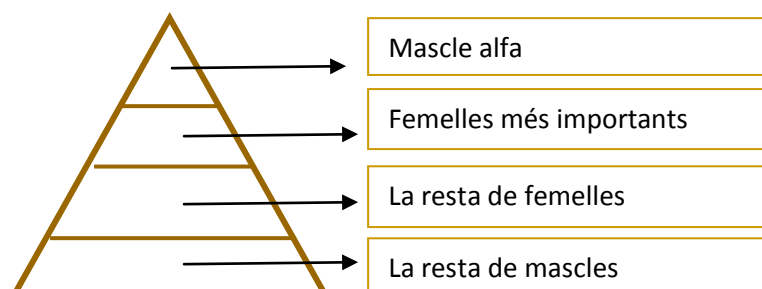 Mascle alfa
Femelles més importants
La resta de femelles
La resta de mascles